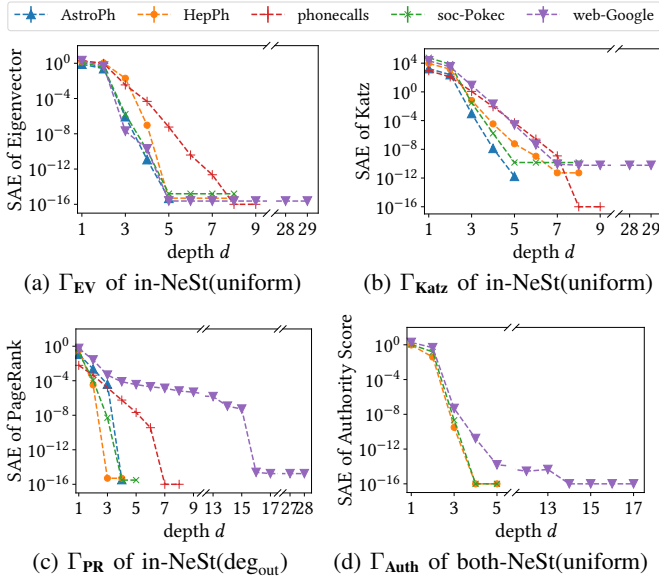 AstroPh HepPh phonecalls soc-Pokec web-Google
SAE of Eigenvector
10^0
10^-4
10^-8
10^-12
10^-16
1 3 5 7 9 28 29
depth d
(a) Γ_EV of in-NeSt(uniform)
SAE of Katz
10^4
10^0
10^-4
10^-8
10^-12
10^-16
1 3 5 7 9 28 29
depth d
(b) Γ_Katz of in-NeSt(uniform)
SAE of PageRank
10^0
10^-4
10^-8
10^-12
10^-16
1 3 5 7 9 13 15 17 27 28
depth d
(c) Γ_PR of in-NeSt(deg_out)
SAE of Authority Score
10^0
10^-4
10^-8
10^-12
10^-16
1 3 5 13 15 17
depth d
(d) Γ_Auth of both-NeSt(uniform)